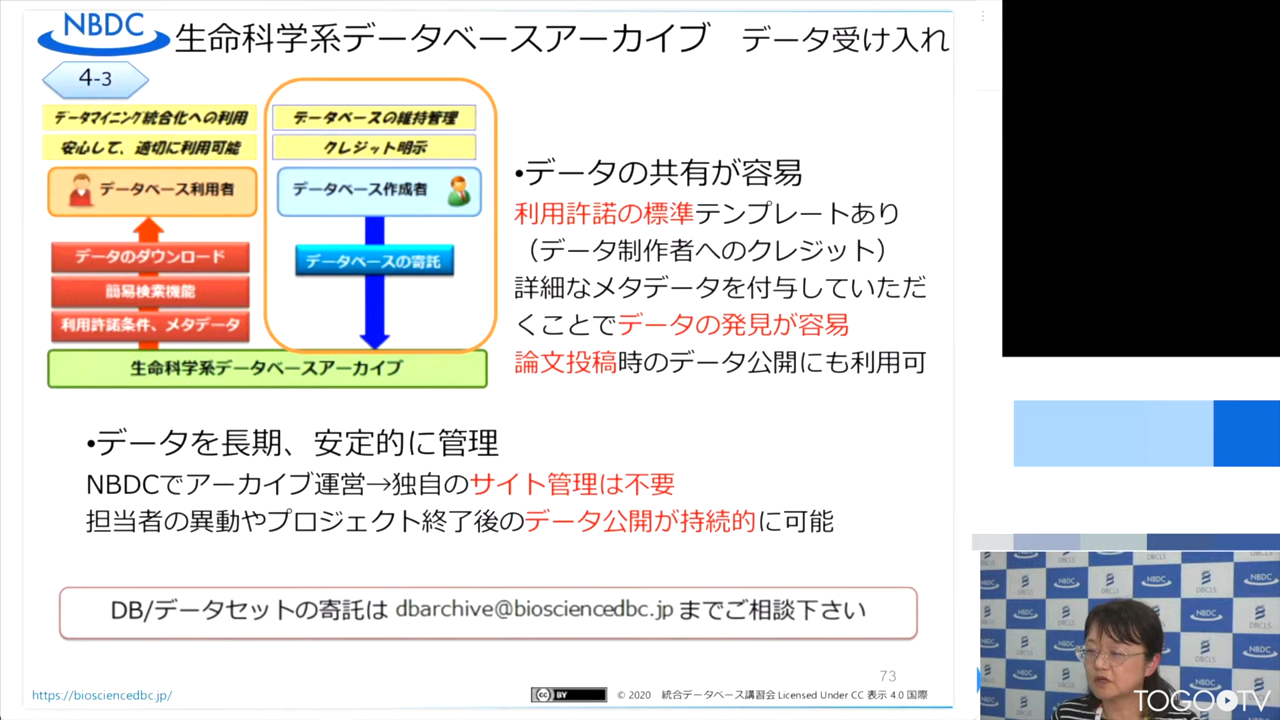 NBDC
生命科学系データベースアーカイブ データ受け入れ
4-3
データマイニング統合化への利用
安心して、適切に利用可能
データベース利用者
データのダウンロード
簡易検索機能
利用許諾条件、メタデータ
データベースの維持管理
クレジット明示
データベース作成者
データベースの寄託
生命科学系データベースアーカイブ
•データの共有が容易
利用許諾の標準テンプレートあり
（データ制作者へのクレジット）
詳細なメタデータを付与していただ
くことでデータの発見が容易
論文投稿時のデータ公開にも利用可
•データを長期、安定的に管理
NBDCでアーカイブ運営→独自のサイト管理は不要
担当者の異動やプロジェクト終了後のデータ公開が持続的に可能
DB/データセットの寄託は dbarchive@biosciencedbc.jp までご相談下さい
73
https://biosciencedbc.jp/
cc BY
© 2020 統合データベース講習会 Licensed Under CC 表示 4.0 国際
NBDC
DBCLS
TOGOTV